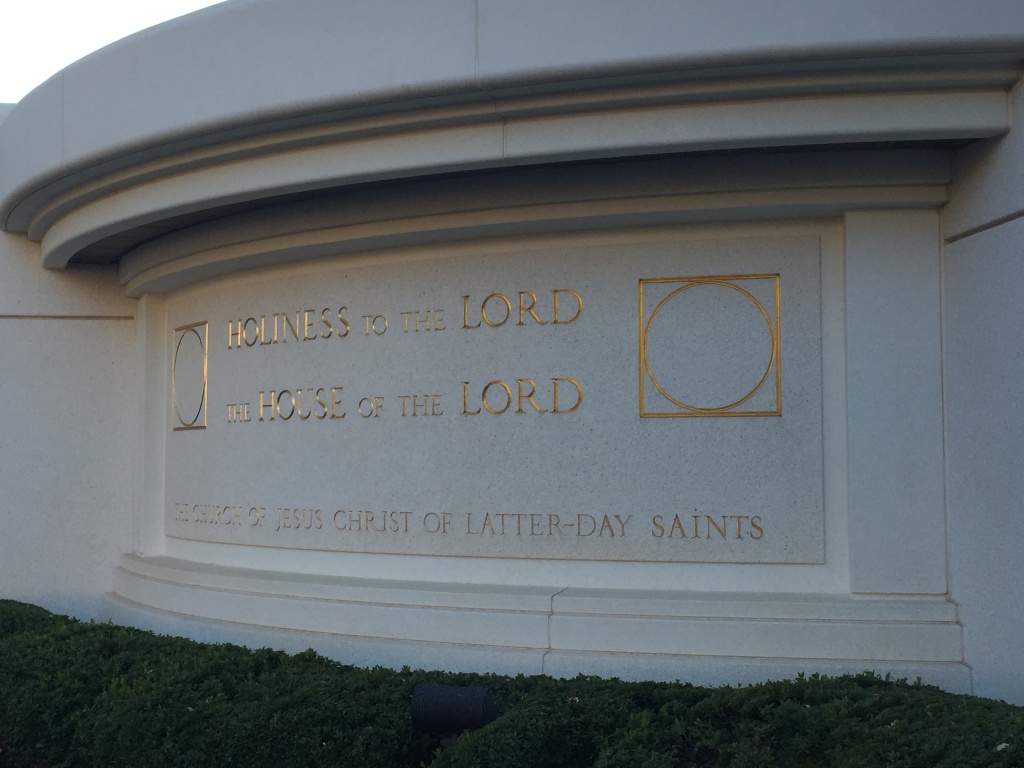 HOLINESS TO THE LORD
THE HOUSE OF THE LORD
THE CHURCH OF JESUS CHRIST OF LATTER-DAY SAINTS